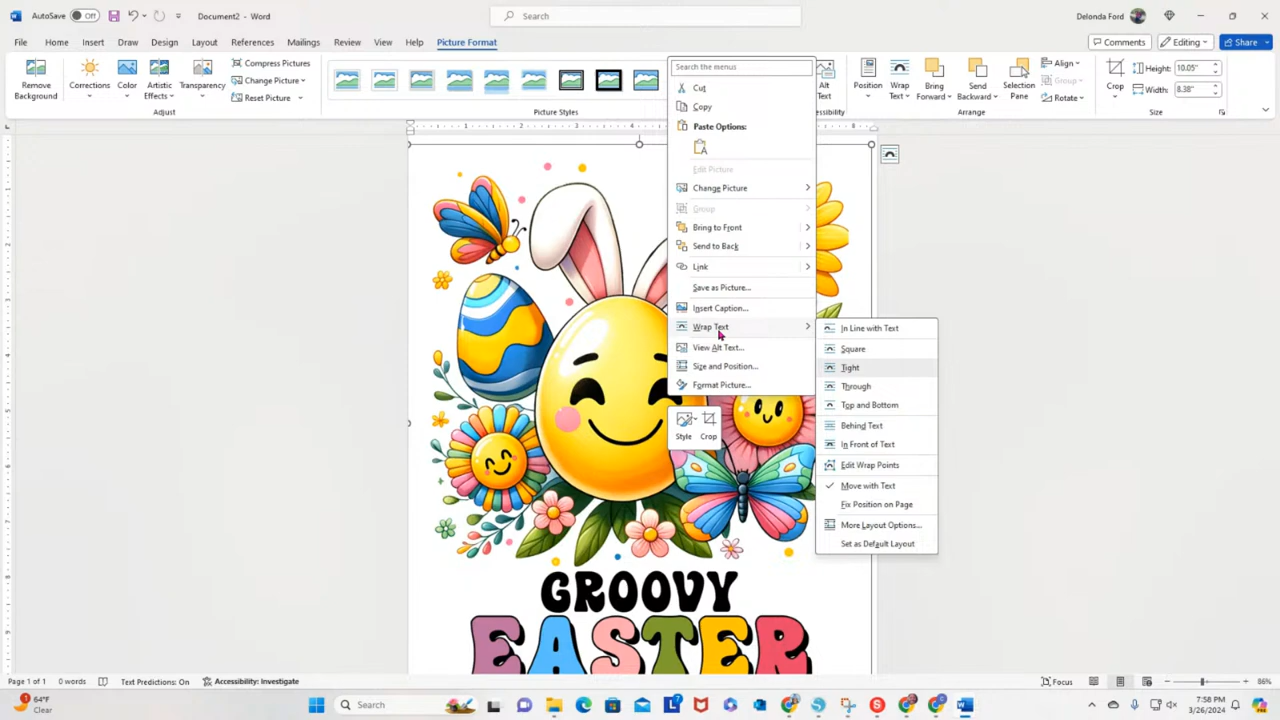 AutoSave Off Document2 - Word Search Delonda Ford
File Home Insert Draw Design Layout References Mailings Review View Help Picture Format Comments Editing Share
Remove Background
Corrections
Color
Artistic Effects
Transparency
Compress Pictures
Change Picture
Reset Picture
Alt Text
Position
Wrap Text
Bring Forward
Send Backward
Selection Pane
Align
Group
Rotate
Crop
Height: 10.05"
Width: 8.38"
Adjust Picture Styles Arrange Size
Search the menus
Cut
Copy
Paste Options:
Edit Picture
Change Picture
Group
Bring to Front
Send to Back
Link
Save as Picture...
Insert Caption...
Wrap Text
View Alt Text...
Size and Position...
Format Picture...
Style Crop
In Line with Text
Square
Tight
Through
Top and Bottom
Behind Text
In Front of Text
Edit Wrap Points
Move with Text
Fix Position on Page
More Layout Options...
Set as Default Layout
GROOVY
EASTER
Page 1 of 1 0 words Text Predictions: On Accessibility: Investigate Focus 86%
64°F
Clear
Search
7:58 PM
3/26/2024